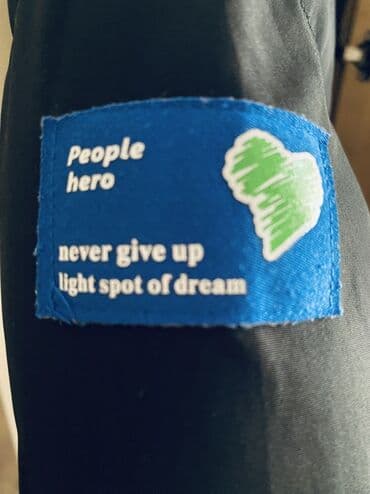 People
hero
never give up
light spot of dream